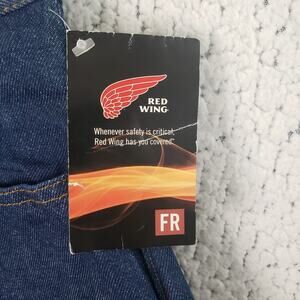 RED
WING
Whenever safety is critical,
Red Wing has you covered.
FR